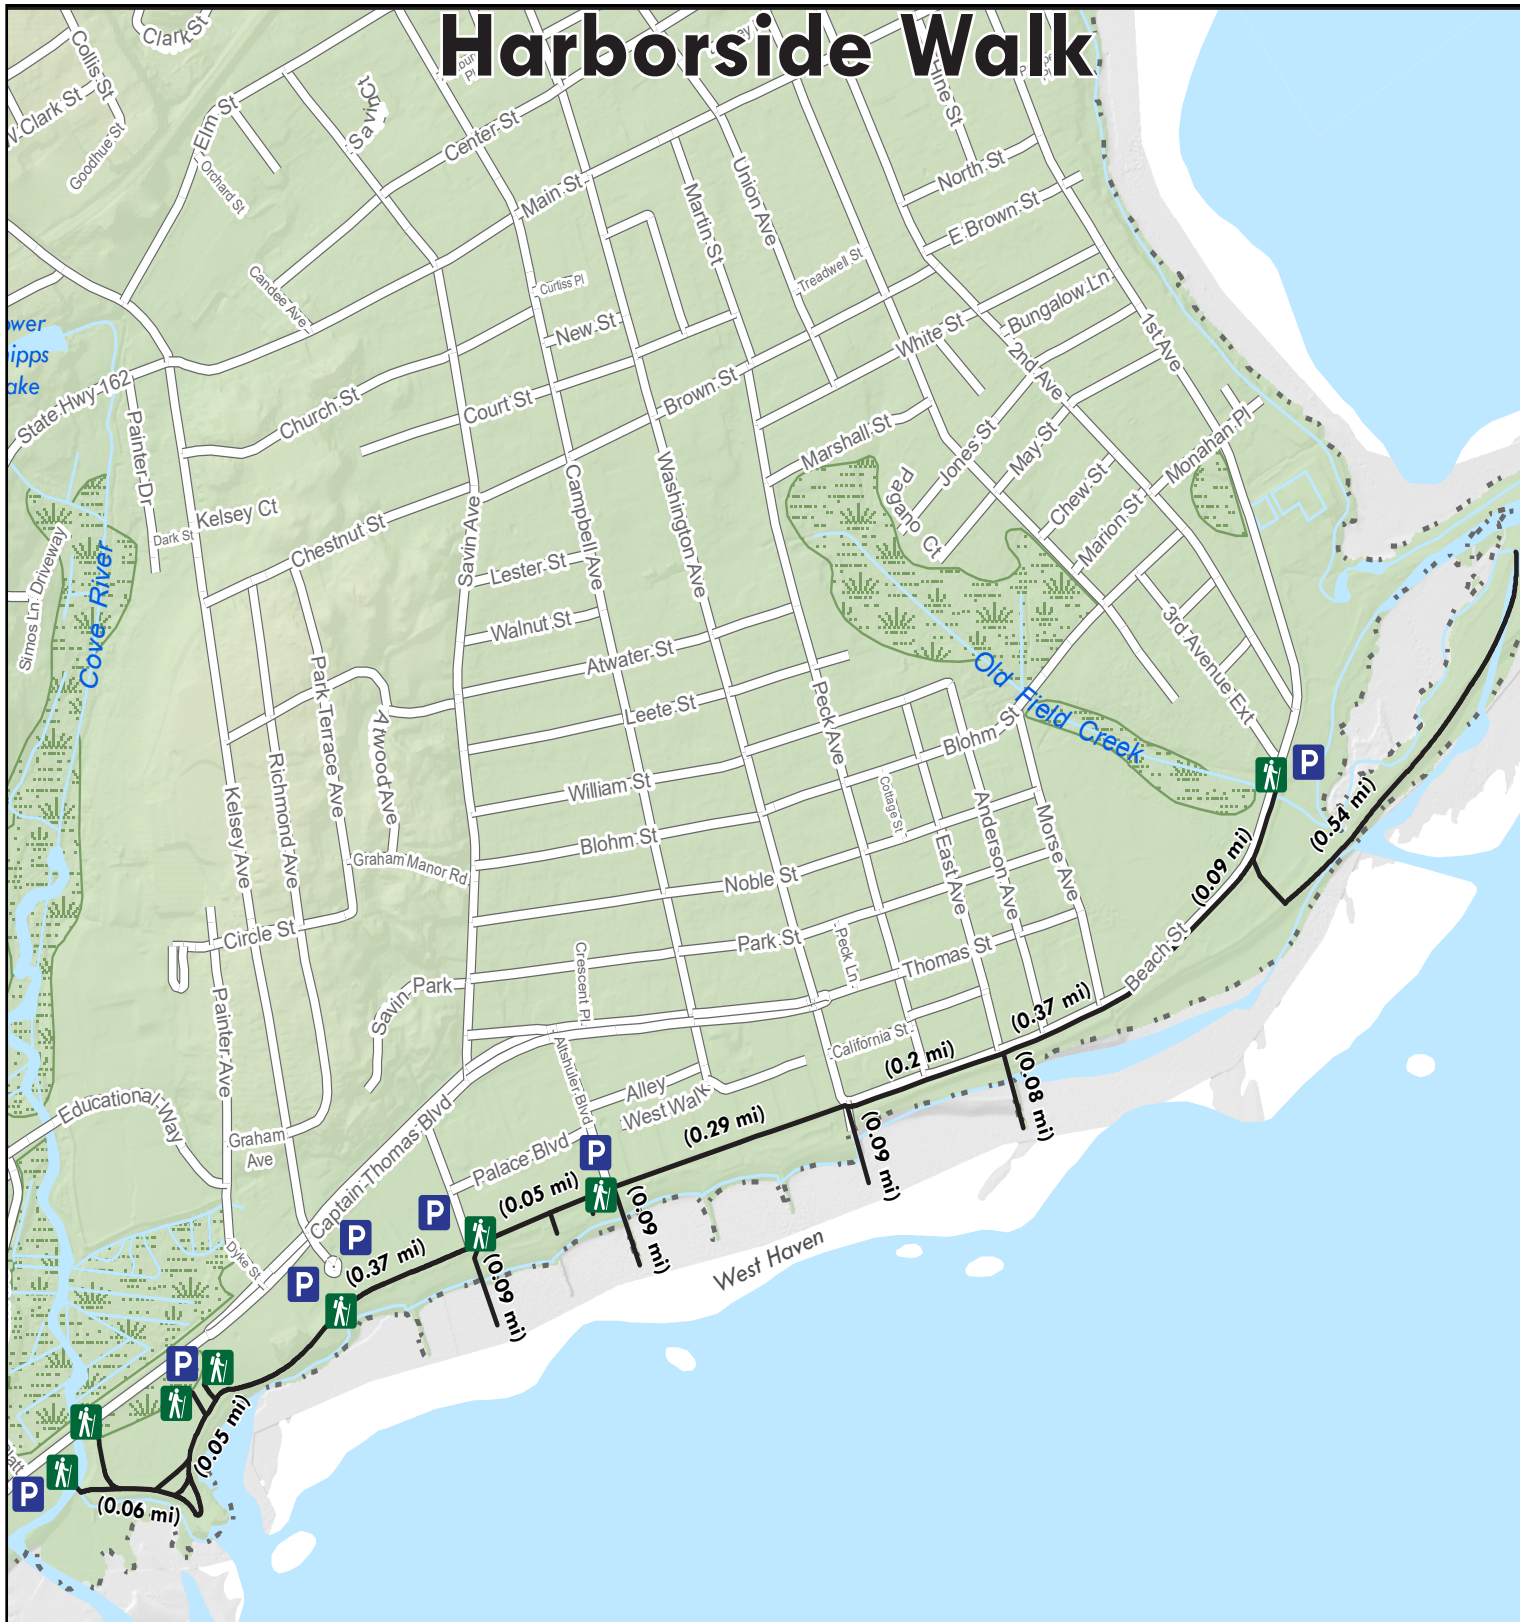 Harborside Walk
Clark St
Collis St
W Clark St
Goodhue St
Elm St
Orchard St
Savin Ct
Center St
Main St
Candee Ave
Curtiss Pl
New St
Martin St
Union Ave
Treadwell St
Hine St
North St
E Brown St
Bungalow Ln
White St
1st Ave
2nd Ave
State Hwy 162
Painter Dr
Church St
Court St
Brown St
Marshall St
Jones St
May St
Chew St
Monahan Pl
Marion St
Pagano Ct
Kelsey Ct
Dark St
Chestnut St
Savin Ave
Campbell Ave
Washington Ave
Lester St
Walnut St
Atwater St
Leete St
William St
Blohm St
Blohm St
Simos Ln
Driveway
Cove River
Old Field Creek
3rd Avenue Ext
Park Terrace Ave
Atwood Ave
Richmond Ave
Kelsey Ave
Peck Ave
Cottage St
East Ave
Anderson Ave
Morse Ave
Graham Manor Rd
Noble St
Circle St
Park St
Peck Ln
Thomas St
Crescent Pl
Savin Park
Painter Ave
California St
Beach St
Altshuler Blvd
Alley
West Walk
Educational Way
Graham
Ave
Captain Thomas Blvd
Palace Blvd
Dyke St
West Haven
P
P
P
P
P
P
P
(0.54 mi)
(0.09 mi)
(0.37 mi)
(0.2 mi)
(0.08 mi)
(0.29 mi)
(0.09 mi)
(0.05 mi)
(0.09 mi)
(0.37 mi)
(0.09 mi)
(0.05 mi)
(0.06 mi)